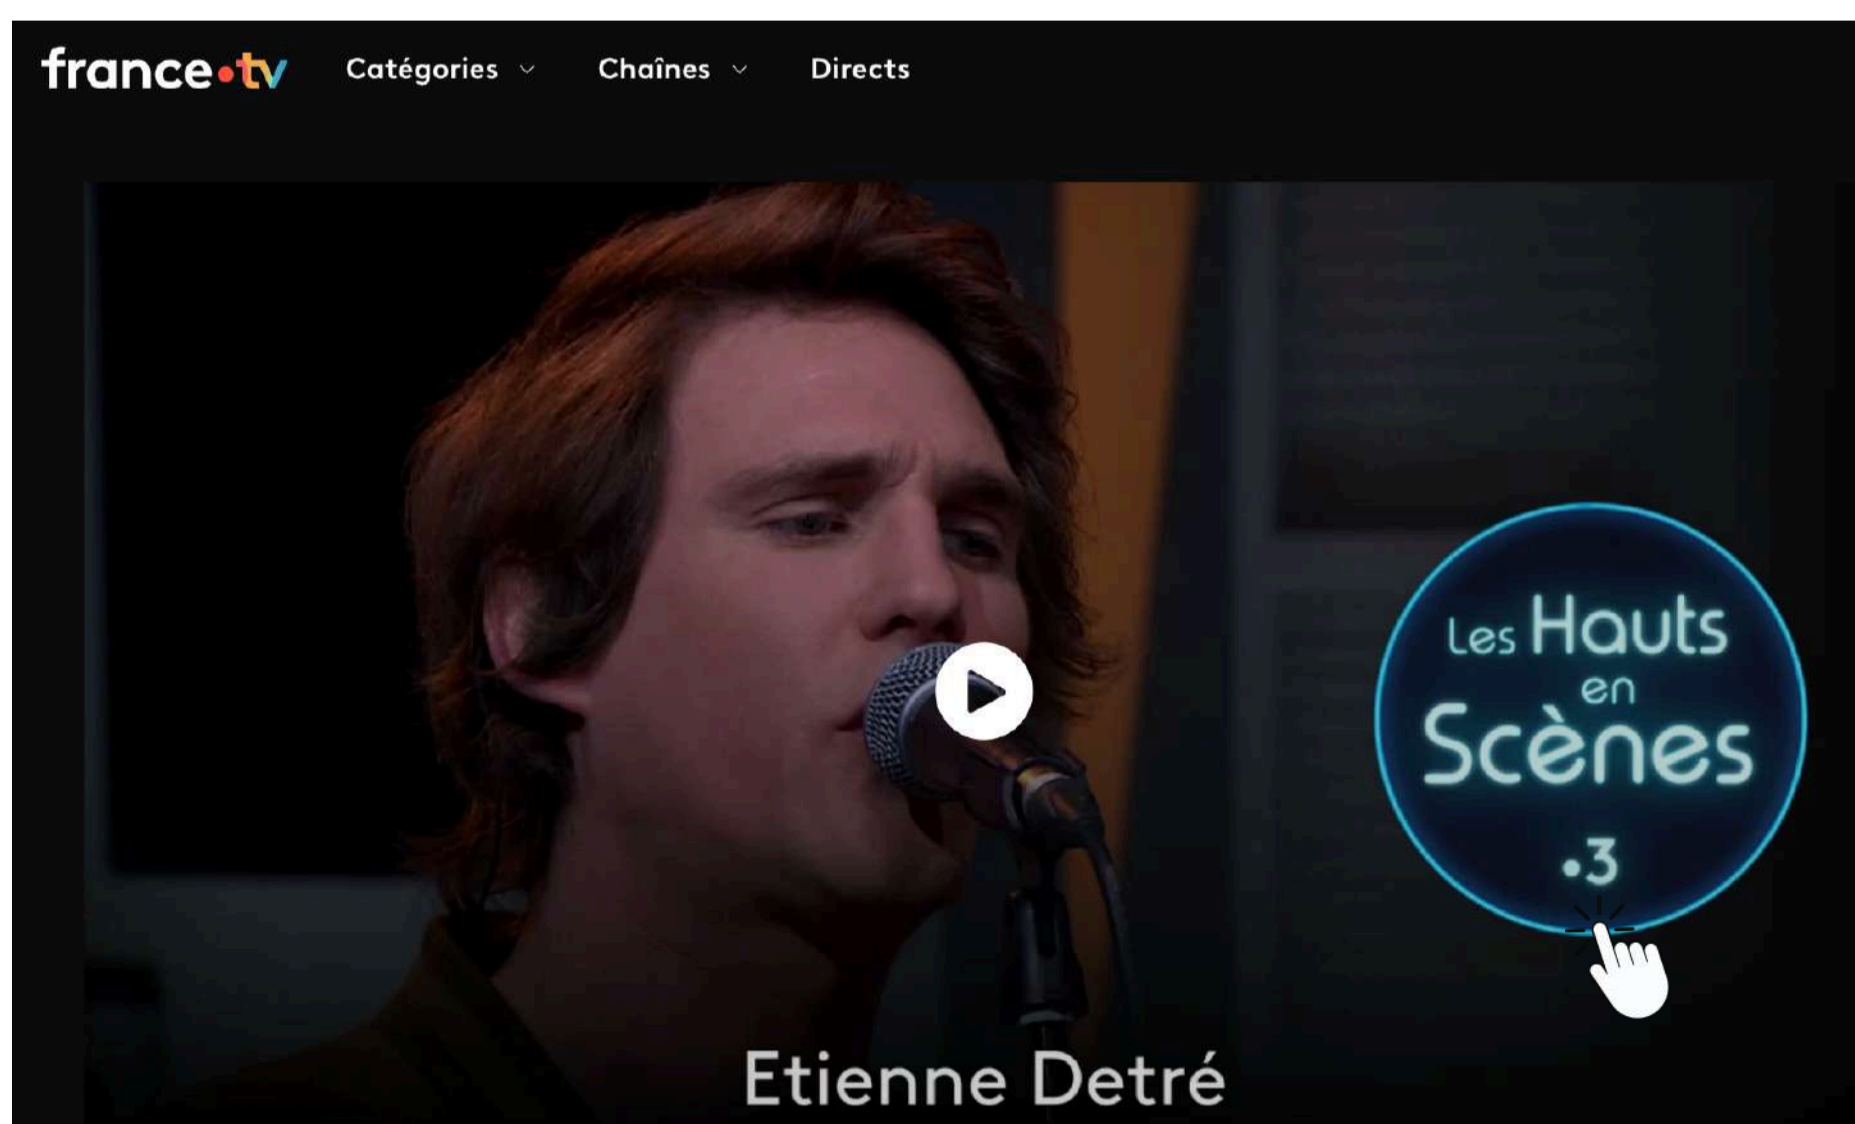 france•tv
Catégories
Chaînes
Directs
Les Hauts
en
Scènes
•3
Etienne Detré